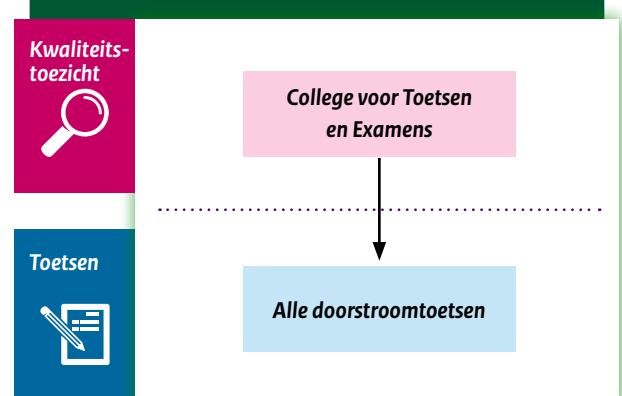 Kwaliteits-
toezicht
College voor Toetsen
en Examens
Toetsen
Alle doorstroomtoetsen